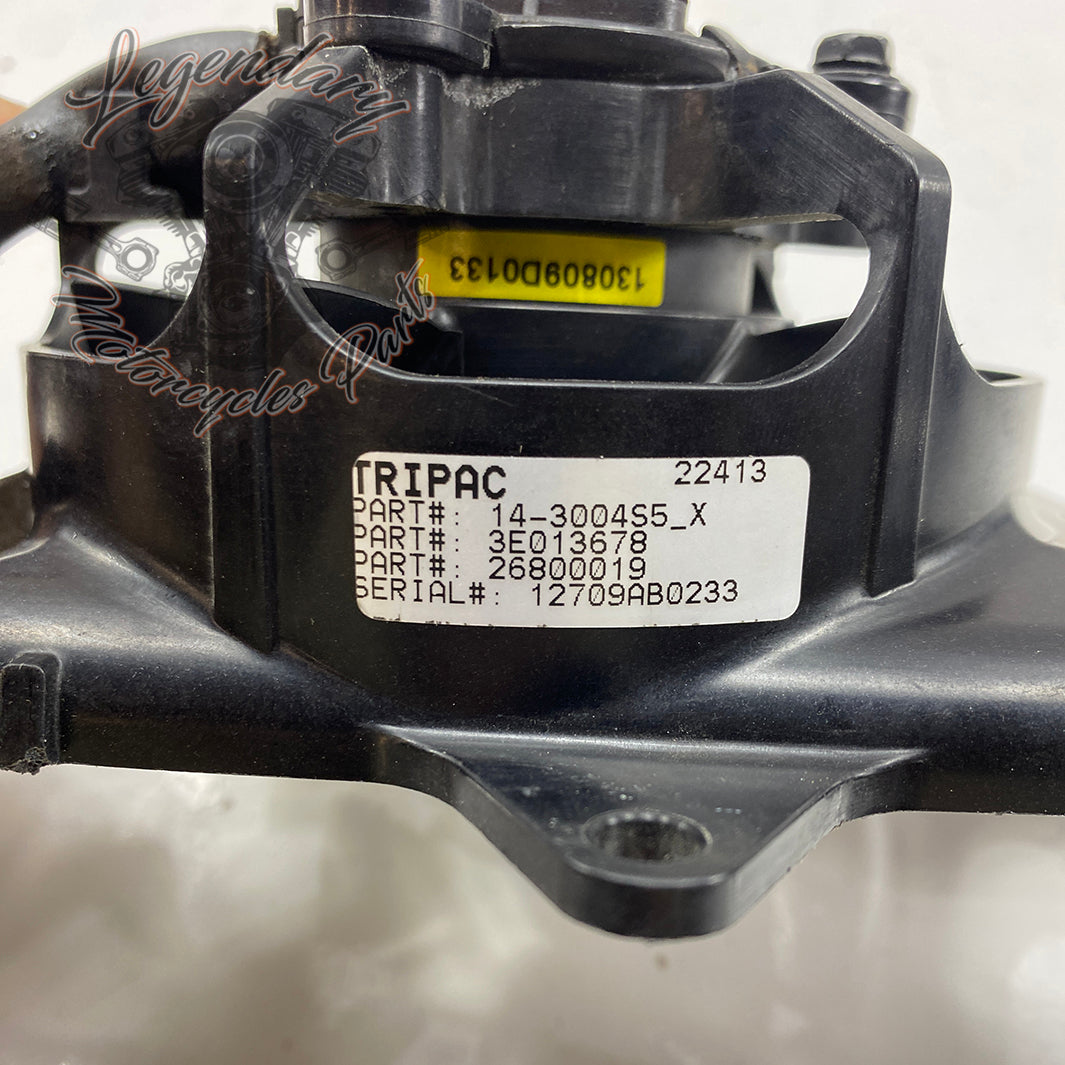 Legendary
Motorcycles Parts
130809D0133
TRIPAC 22413
PART#: 14-3004S5_X
PART#: 3E013678
PART#: 26800019
SERIAL#: 12709AB0233